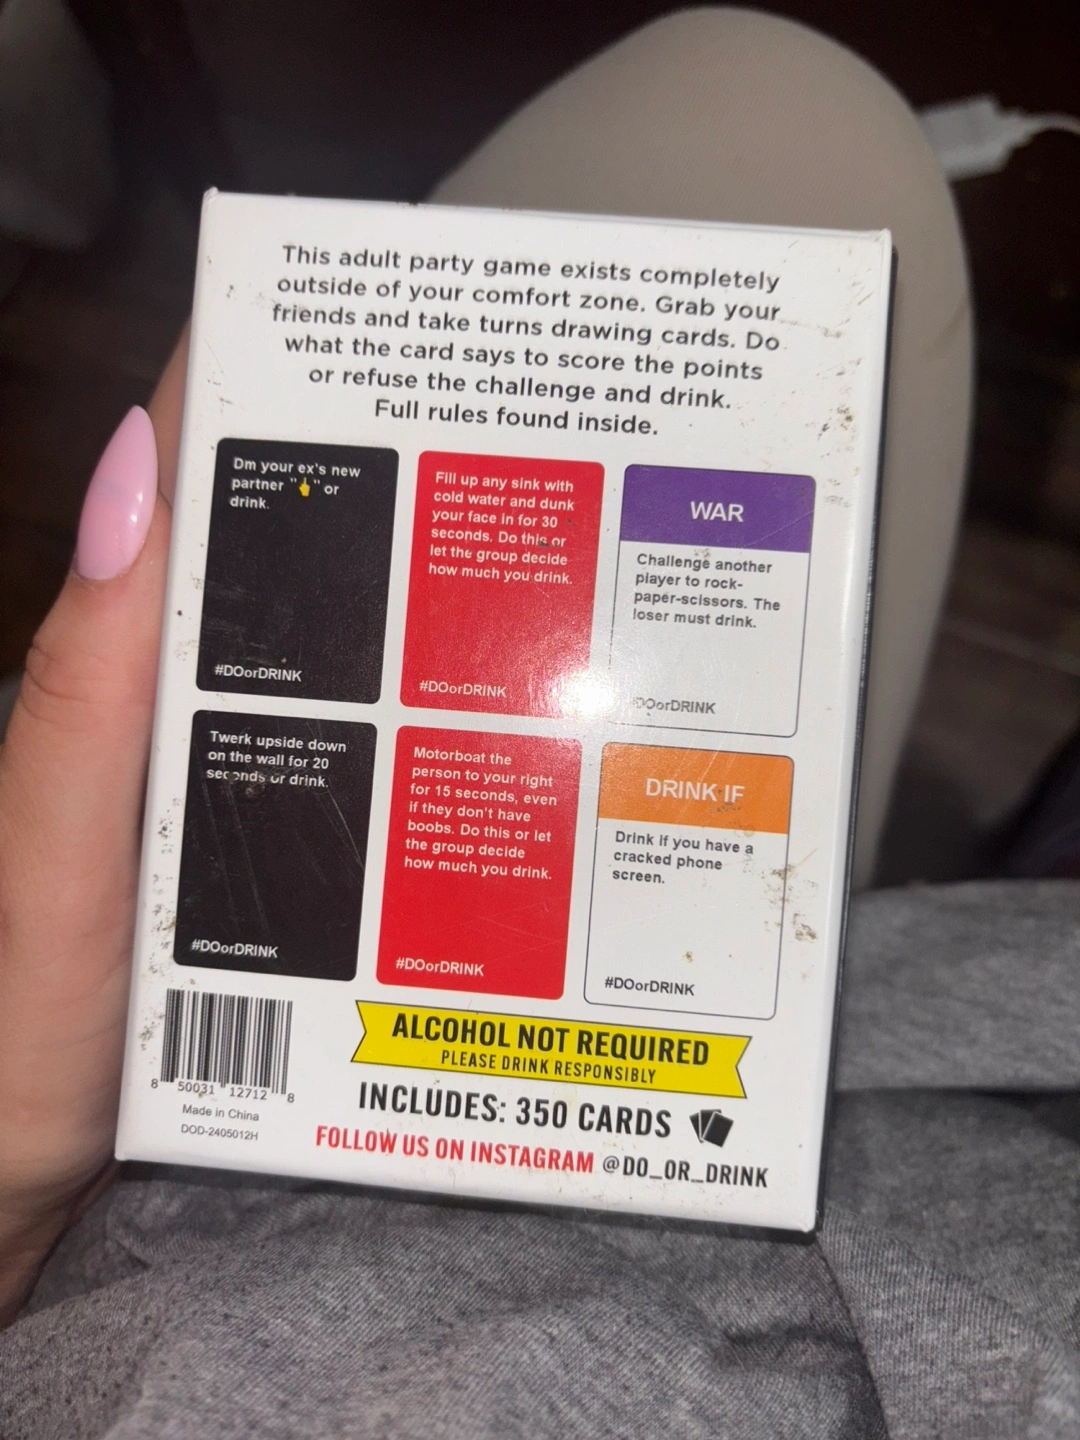 This adult party game exists completely
outside of your comfort zone. Grab your
friends and take turns drawing cards. Do
what the card says to score the points
or refuse the challenge and drink.
Full rules found inside.
Dm your ex's new
partner "🖕" or
drink.
#DOorDRINK
Fill up any sink with
cold water and dunk
your face in for 30
seconds. Do this or
let the group decide
how much you drink.
#DOorDRINK
WAR
Challenge another
player to rock-
paper-scissors. The
loser must drink.
#DOorDRINK
Twerk upside down
on the wall for 20
seconds or drink.
#DOorDRINK
Motorboat the
person to your right
for 15 seconds, even
if they don't have
boobs. Do this or let
the group decide
how much you drink.
#DOorDRINK
DRINK IF
Drink if you have a
cracked phone
screen.
#DOorDRINK
8 50031 12712 8
Made in China
DOD-2405012H
ALCOHOL NOT REQUIRED
PLEASE DRINK RESPONSIBLY
INCLUDES: 350 CARDS
FOLLOW US ON INSTAGRAM @DO_OR_DRINK